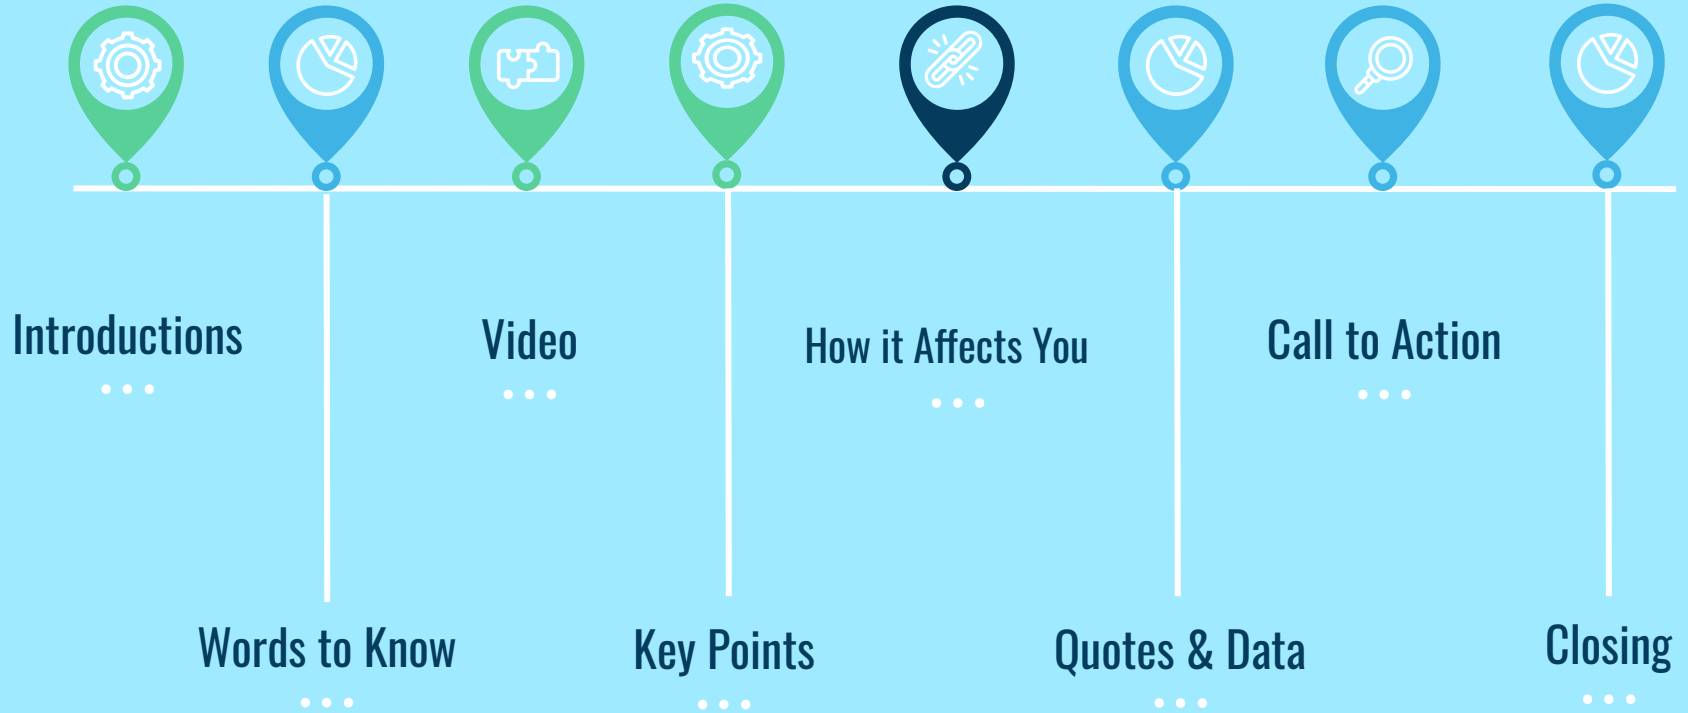 Introductions
Words to Know
Video
Key Points
How it Affects You
Quotes & Data
Call to Action
Closing